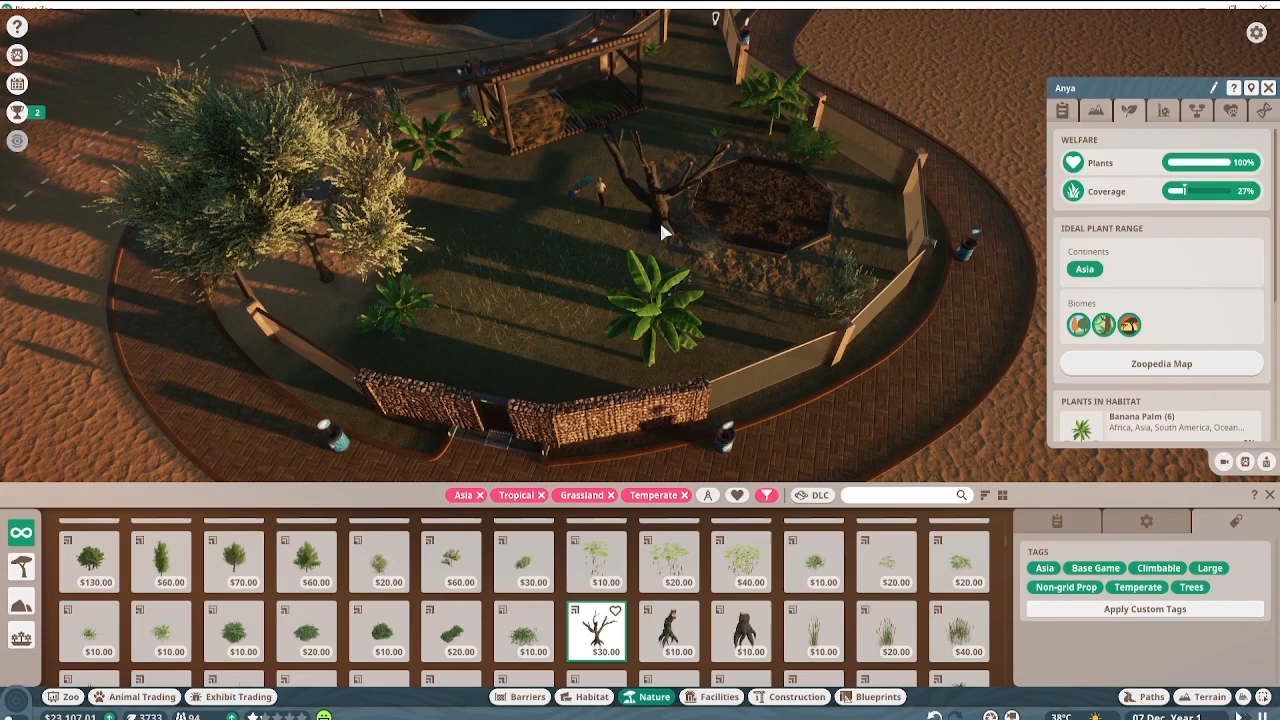 ?
2
Anya
?
WELFARE
Plants 100%
Coverage 27%
IDEAL PLANT RANGE
Continents
Asia
Biomes
Zoopedia Map
PLANTS IN HABITAT
Banana Palm (6)
Africa, Asia, South America, Ocean...
Asia Tropical Grassland Temperate DLC
?
$130.00 $60.00 $70.00 $60.00 $20.00 $60.00 $30.00 $10.00 $20.00 $40.00 $10.00 $20.00 $20.00
$10.00 $10.00 $10.00 $20.00 $10.00 $20.00 $10.00 $30.00 $10.00 $10.00 $10.00 $20.00 $40.00
TAGS
Asia Base Game Climbable Large
Non-grid Prop Temperate Trees
Apply Custom Tags
Zoo Animal Trading Exhibit Trading Barriers Habitat Nature Facilities Construction Blueprints Paths Terrain
$23,107.01 3733 94 38°C 07 Dec, Year 1